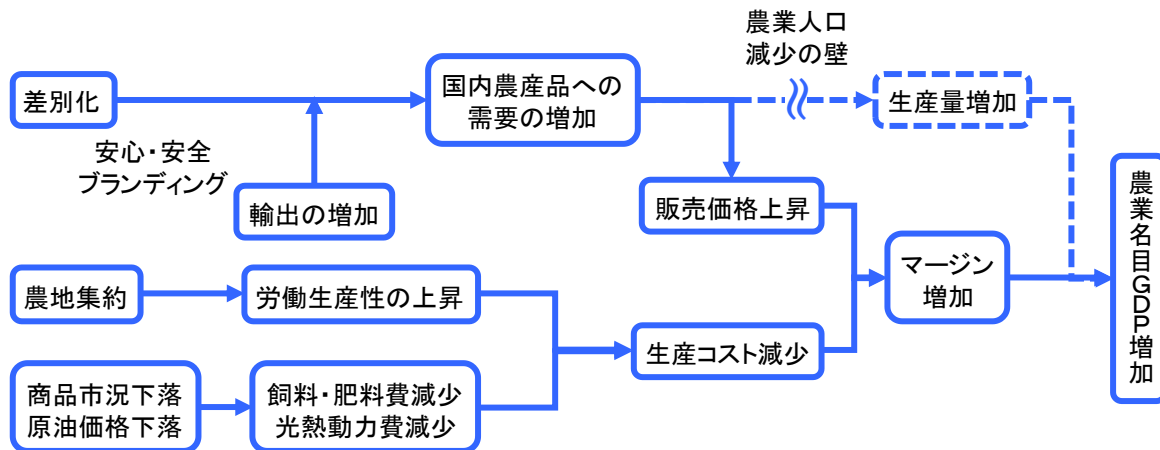 農業人口
減少の壁
差別化
国内農産品への
需要の増加
生産量増加
安心・安全
ブランディング
輸出の増加
販売価格上昇
農地集約
労働生産性の上昇
マージン
増加
生産コスト減少
商品市況下落
原油価格下落
飼料・肥料費減少
光熱動力費減少
農業名目GDP増加